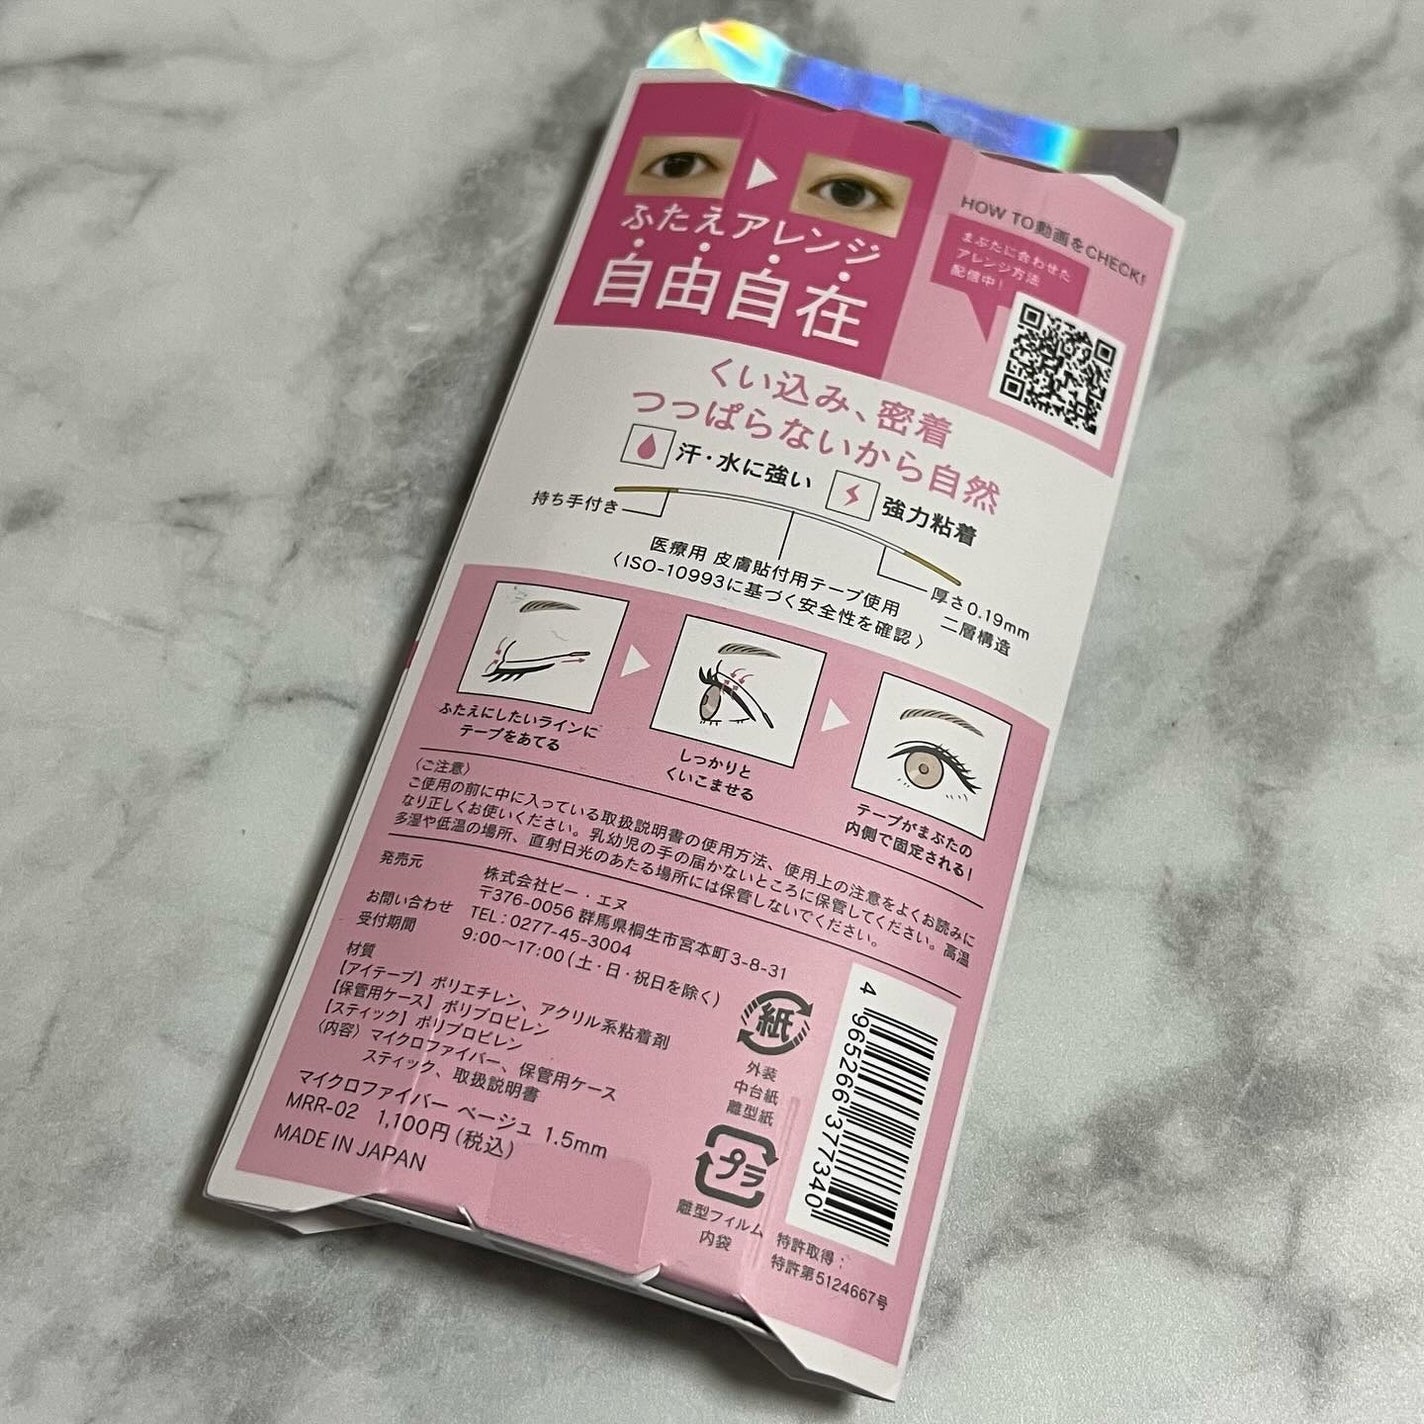 ふたえアレンジ
自由自在
HOW TO動画をCHECK!
まぶたに合わせた
アレンジ方法
配信中！
くい込み、密着
つっぱらないから自然
汗・水に強い
強力粘着
持ち手付き
医療用 皮膚貼付用テープ使用
〈ISO-10993に基づく安全性を確認〉
厚さ0.19mm
二層構造
ふたえにしたいラインに
テープをあてる
しっかりと
くいこませる
テープがまぶたの
内側で固定される！
〈ご注意〉
ご使用の前に中に入っている取扱説明書の使用方法、使用上の注意をよくお読みに
なり正しくお使いください。乳幼児の手の届かないところに保管してください。高温
多湿や低温の場所、直射日光のあたる場所には保管しないでください。
発売元
株式会社ビー・エヌ
〒376-0056 群馬県桐生市宮本町3-8-31
お問い合わせ TEL：0277-45-3004
受付期間 9:00〜17:00（土・日・祝日を除く）
材質
【アイテープ】ポリエチレン、アクリル系粘着剤
【保管用ケース】ポリプロピレン
【スティック】ポリプロピレン
〈内容〉マイクロファイバー、保管用ケース
スティック、取扱説明書
マイクロファイバー ベージュ 1.5mm
MRR-02 1,100円（税込）
MADE IN JAPAN
紙
外装
中台紙
離型紙
プラ
離型フィルム
内袋
4 965266 377340
特許取得：
特許第5124667号